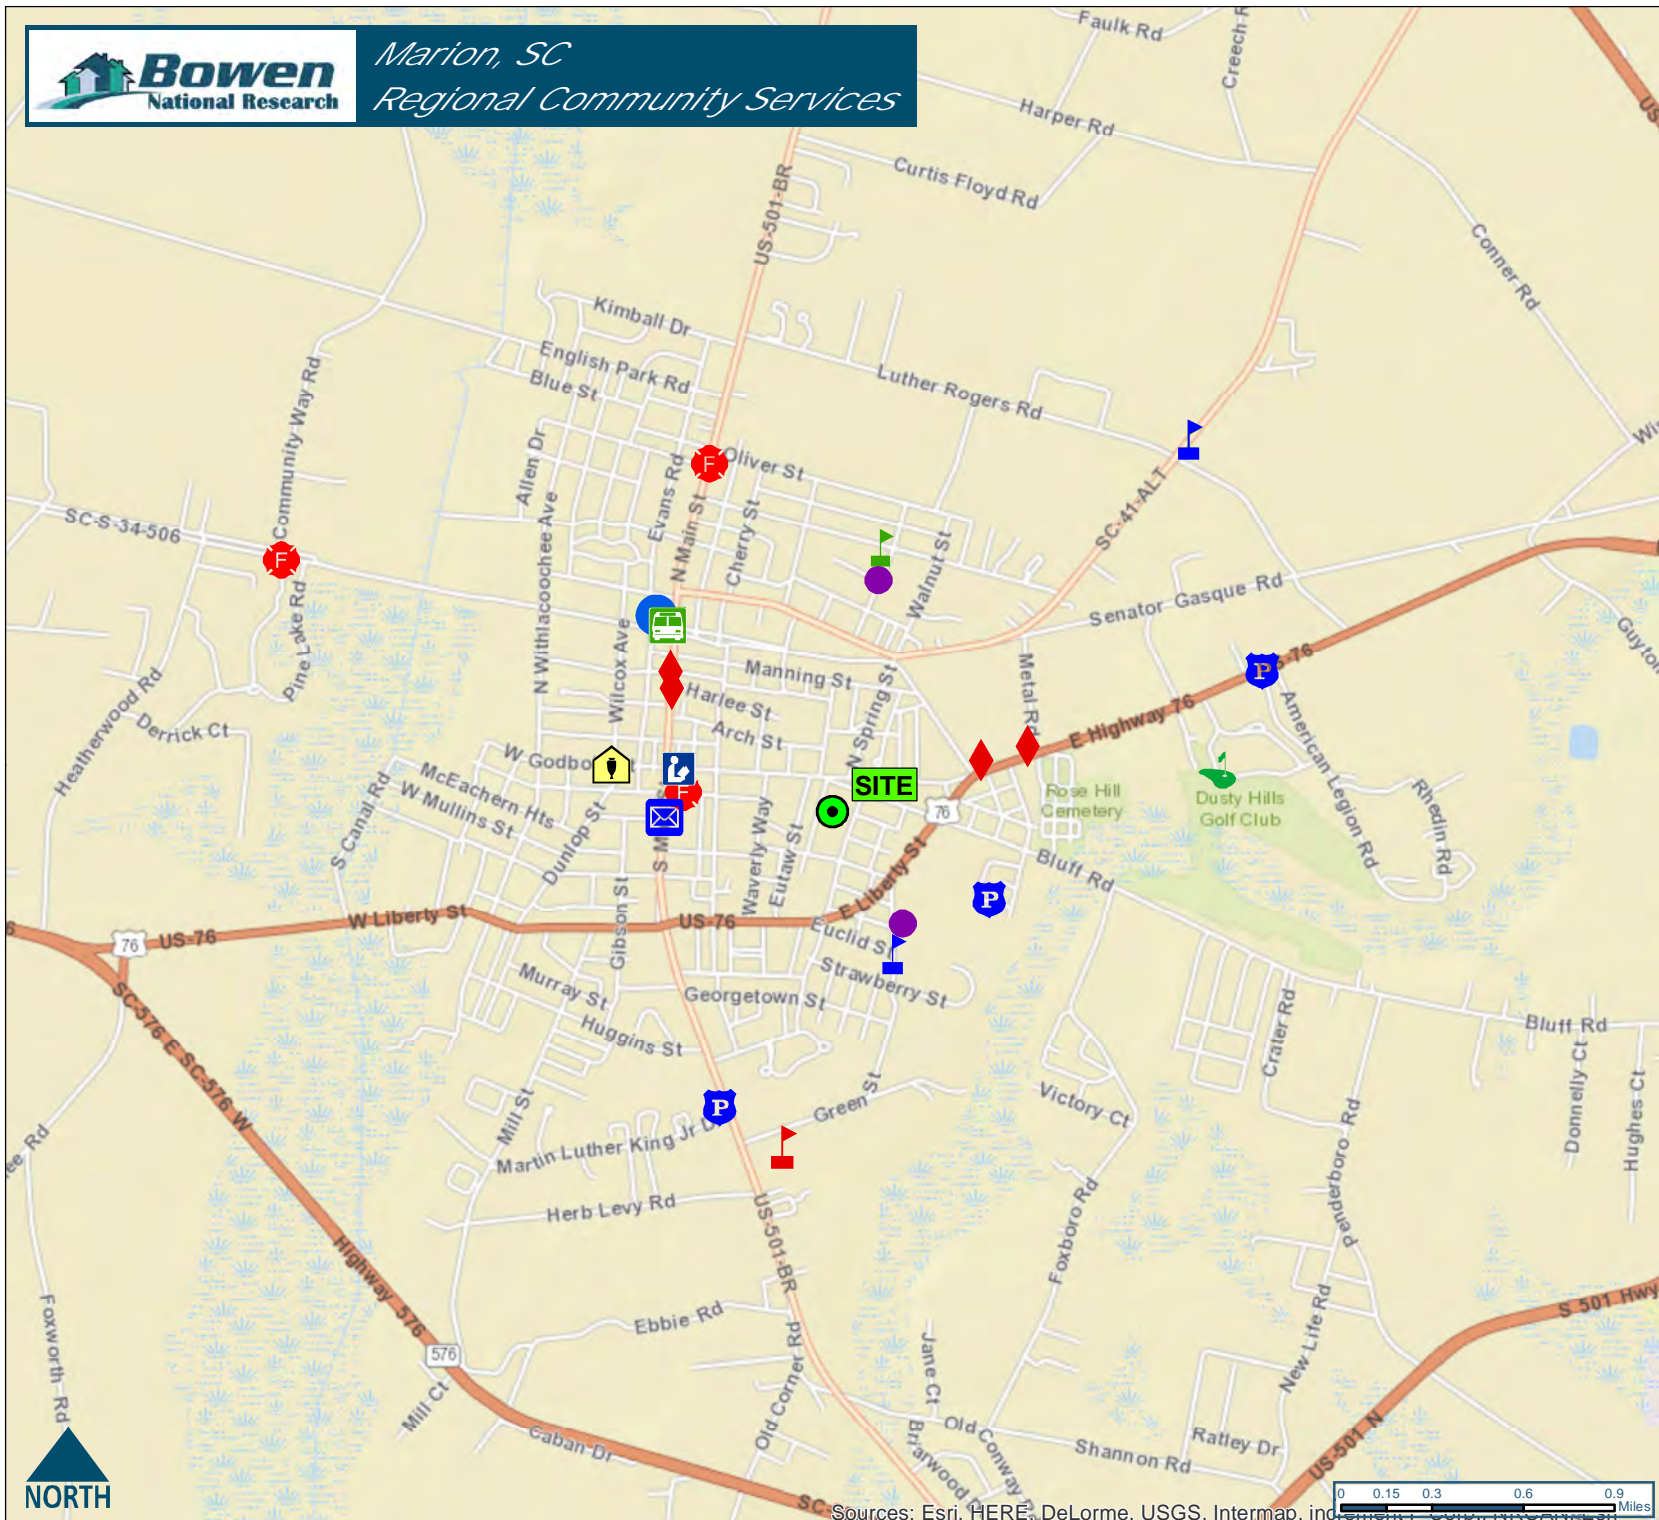 Bowen
National Research
Marion, SC
Regional Community Services
Faulk Rd
Harper Rd
Curtis Floyd Rd
US-501-BR
Conner Rd
Kimball Dr
English Park Rd
Blue St
Luther Rogers Rd
Community Way Rd
Allen Dr
Evans Rd
F
Oliver St
N Main St
Cherry St
SC-41-ALT
SC-S-34-506
F
N Withlacoochee Ave
Walnut St
Senator Gasque Rd
Pine Lake Rd
Wilcox Ave
Manning St
Harlee St
Arch St
N Spring St
Metal Rd
P
E Highway 76
American Legion Rd
Heatherwood Rd
Derrick Ct
W Godbo
McEachern Hts
W Mullins St
S Canal Rd
Dunlop St
F
SITE
76
Rose Hill
Cemetery
Dusty Hills
Golf Club
Rhedin Rd
Waverly Way
Eutaw St
E Liberty St
Bluff Rd
P
W Liberty St
US-76
US-76
76
Gibson St
Euclid St
Strawberry St
Murray St
Georgetown St
Huggins St
Bluff Rd
Crater Rd
Donnelly Ct
Hughes Ct
SC-576 E
SC-576 W
Mill St
P
Green St
Victory Ct
Martin Luther King Jr D
Herb Levy Rd
US-501-BR
Foxboro Rd
Penderboro Rd
Highway 576
Foxworth Rd
Ebbie Rd
576
Mill Ct
Caban Dr
Old Corner Rd
Jane Ct
Old Conway
Shannon Rd
Ratley Dr
New Life Rd
S 501 Hwy
US-501 N
NORTH
0 0.15 0.3 0.6 0.9
Miles
Sources: Esri, HERE, DeLorme, USGS, Intermap,